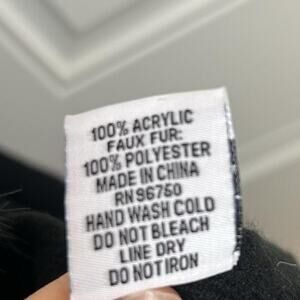 100% ACRYLIC
FAUX FUR:
100% POLYESTER
MADE IN CHINA
RN 96750
HAND WASH COLD
DO NOT BLEACH
LINE DRY
DO NOT IRON